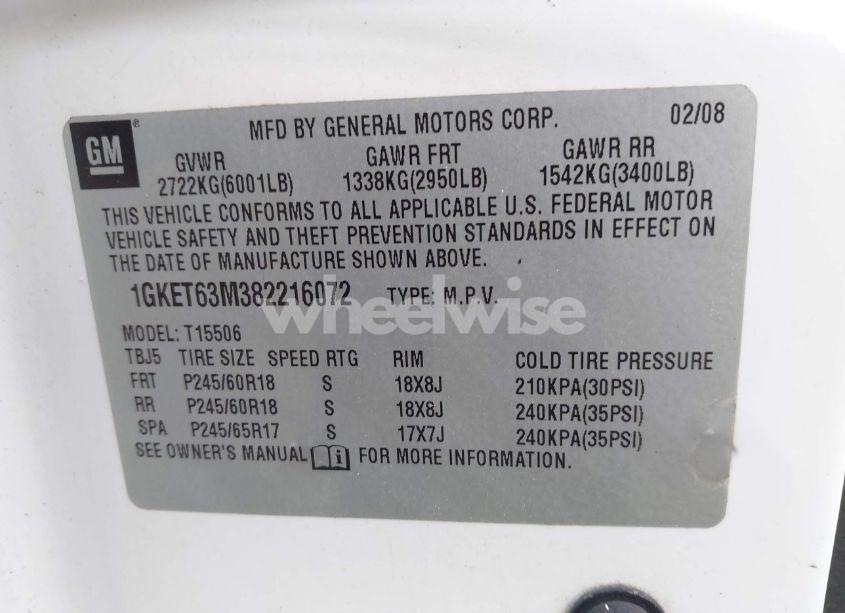 GM®
MFD BY GENERAL MOTORS CORP. 02/08
GVWR GAWR FRT GAWR RR
2722KG(6001LB) 1338KG(2950LB) 1542KG(3400LB)
THIS VEHICLE CONFORMS TO ALL APPLICABLE U.S. FEDERAL MOTOR
VEHICLE SAFETY AND THEFT PREVENTION STANDARDS IN EFFECT ON
THE DATE OF MANUFACTURE SHOWN ABOVE.
1GKET63M382216072 TYPE: M.P.V.
wheelwise
MODEL: T15506
TBJ5 TIRE SIZE SPEED RTG RIM COLD TIRE PRESSURE
FRT P245/60R18 S 18X8J 210KPA(30PSI)
RR P245/60R18 S 18X8J 240KPA(35PSI)
SPA P245/65R17 S 17X7J 240KPA(35PSI)
SEE OWNER'S MANUAL i FOR MORE INFORMATION.